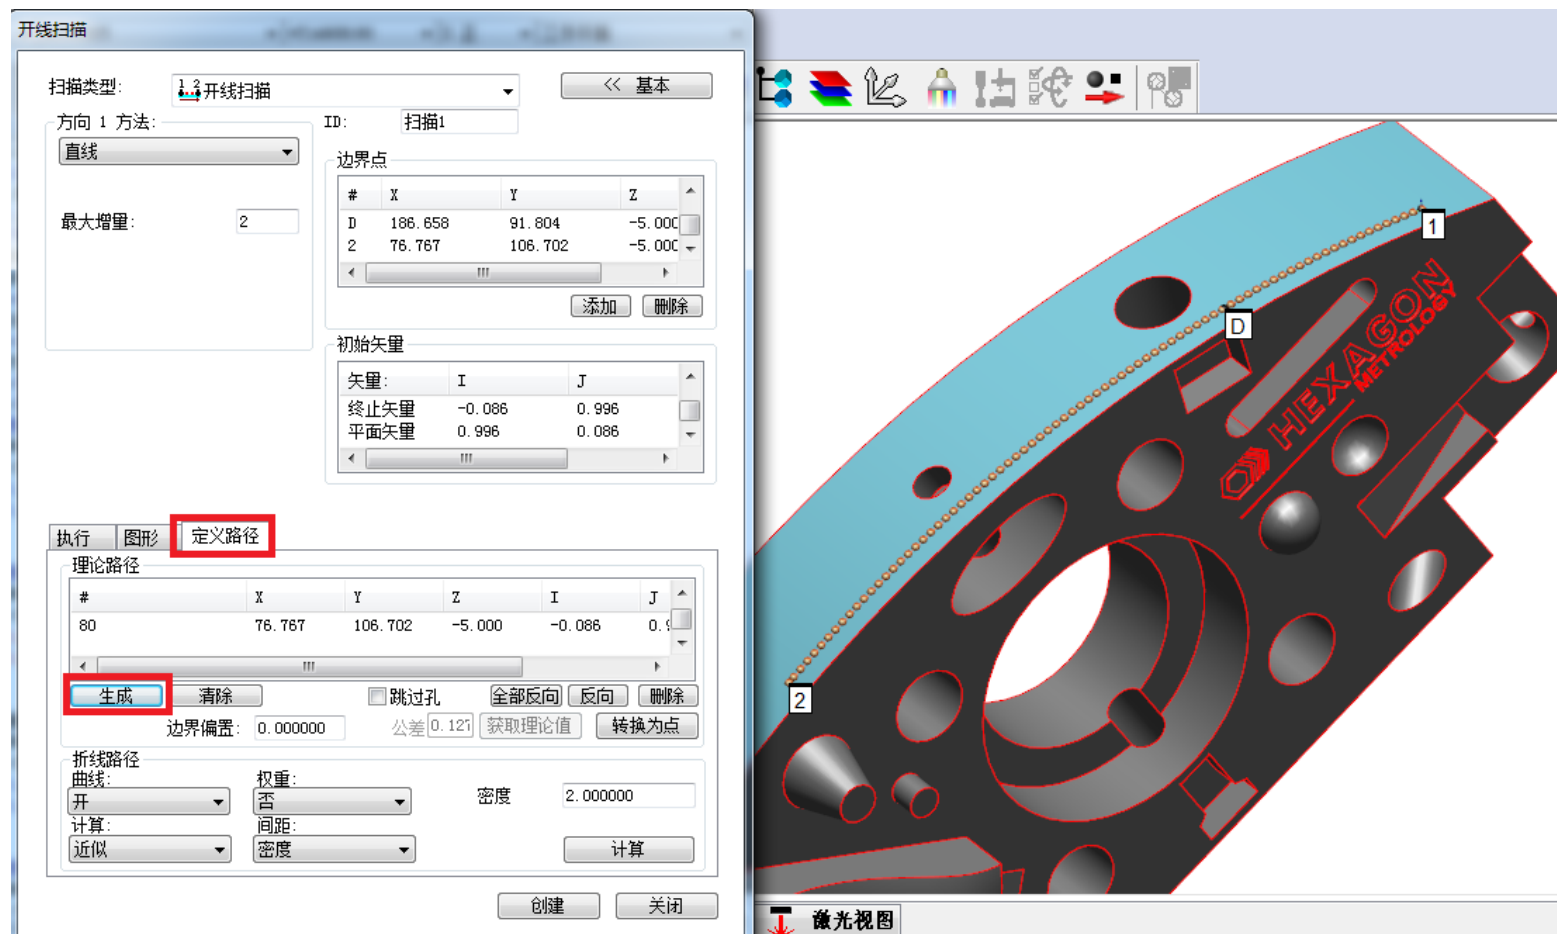 开线扫描
扫描类型: 1..2 开线扫描 << 基本
方向 1 方法: ID: 扫描1
直线
最大增量: 2
边界点
# X Y Z
D 186.658 91.804 -5.000
2 76.767 106.702 -5.000
添加 删除
初始矢量
矢量: I J
终止矢量 -0.086 0.996
平面矢量 0.996 0.086
执行 图形 定义路径
理论路径
# X Y Z I J
80 76.767 106.702 -5.000 -0.086 0.9
生成 清除 跳过孔 全部反向 反向 删除
边界偏置: 0.000000 公差 0.127 获取理论值 转换为点
折线路径
曲线: 权重:
开 否 密度 2.000000
计算: 间距:
近似 密度 计算
创建 关闭
1
D
HEXAGON
METROLOGY
2
激光视图